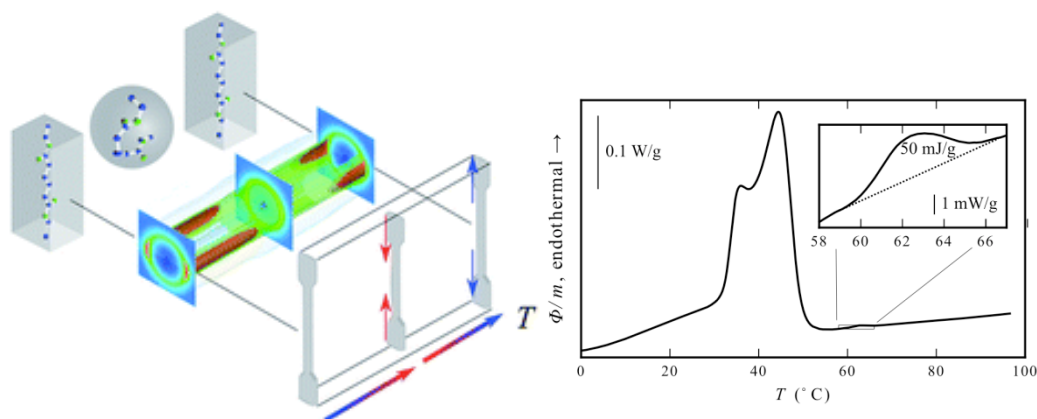 T
Φ/m, endothermal →
0.1 W/g
50 mJ/g
1 mW/g
58 60 62 64 66
0 20 40 60 80 100
T (°C)